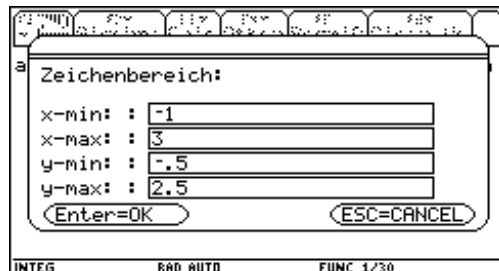 a
Zeichenbereich:
x-min: : -1
x-max: : 3
y-min: : -.5
y-max: : 2.5
Enter=OK ESC=CANCEL
INTEG RAD AUTO FUNC 1/30